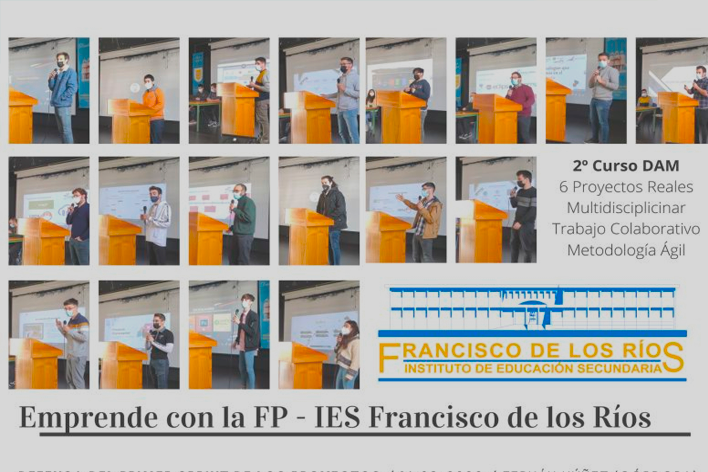 2º Curso DAM
6 Proyectos Reales
Multidisciplicinar
Trabajo Colaborativo
Metodología Ágil
FRANCISCO DE LOS RÍOS
INSTITUTO DE EDUCACIÓN SECUNDARIA
Emprende con la FP - IES Francisco de los Ríos